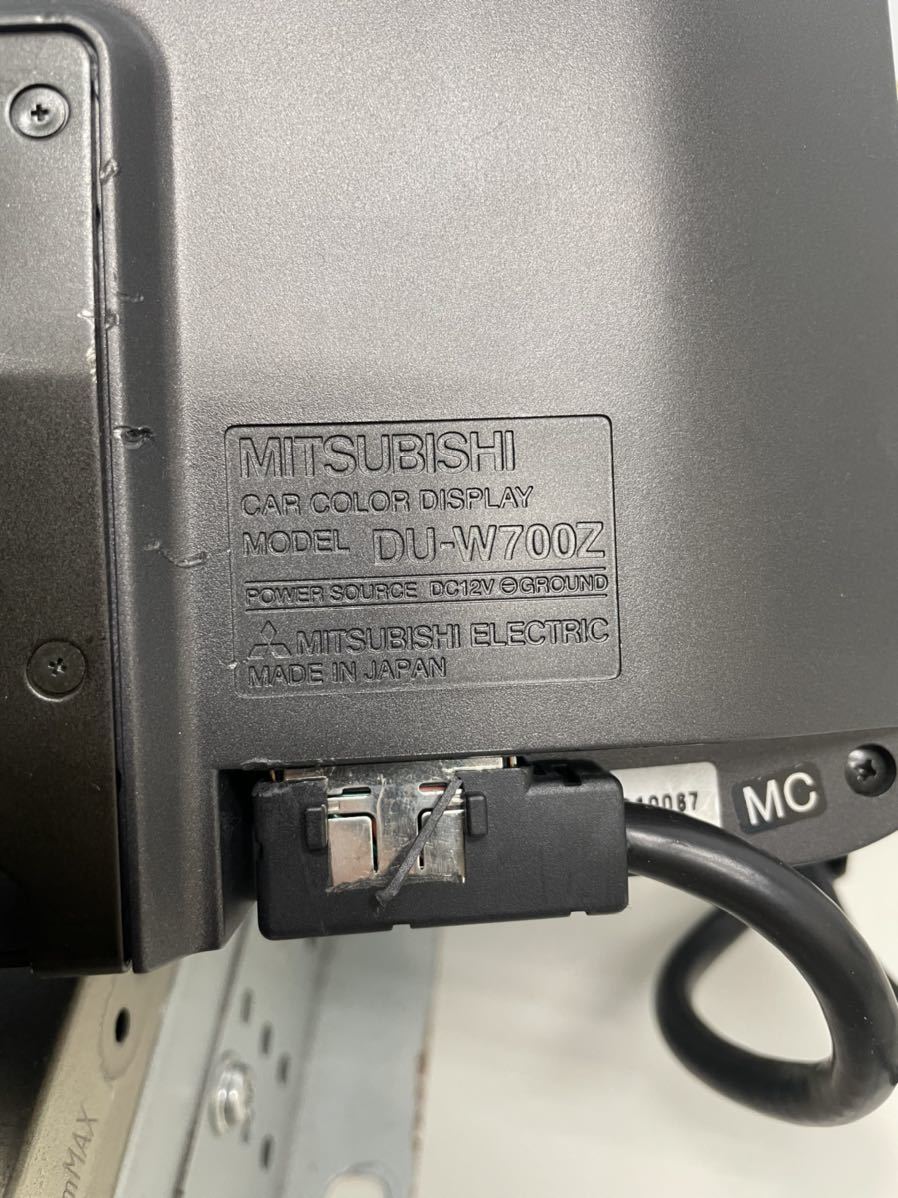 MITSUBISHI
CAR COLOR DISPLAY
MODEL DU-W700Z
POWER SOURCE DC12V ⊖GROUND
MITSUBISHI ELECTRIC
MADE IN JAPAN
MC